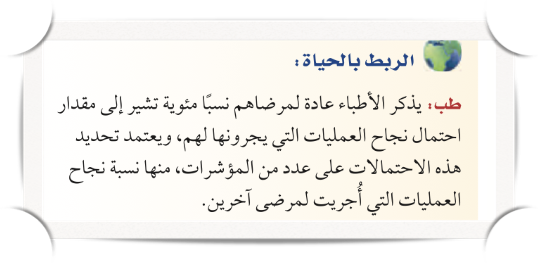 الربط بالحياة:
طب: يذكر الأطباء عادة لمرضاهم نسبًا مئوية تشير إلى مقدار
احتمال نجاح العمليات التي يجرونها لهم، ويعتمد تحديد
هذه الاحتمالات على عدد من المؤشرات، منها نسبة نجاح
العمليات التي أُجريت لمرضى آخرين.